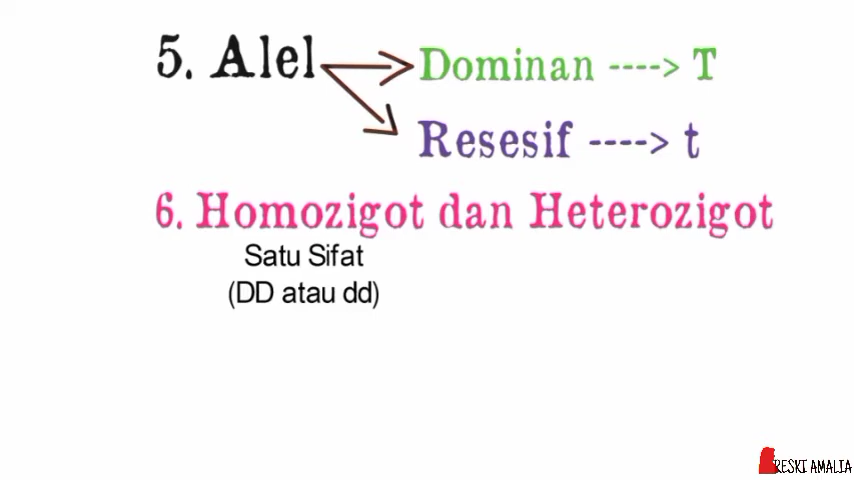 5. Alel Dominan ----> T
Resesif ----> t
6. Homozigot dan Heterozigot
Satu Sifat
(DD atau dd)
RESKI AMALIA